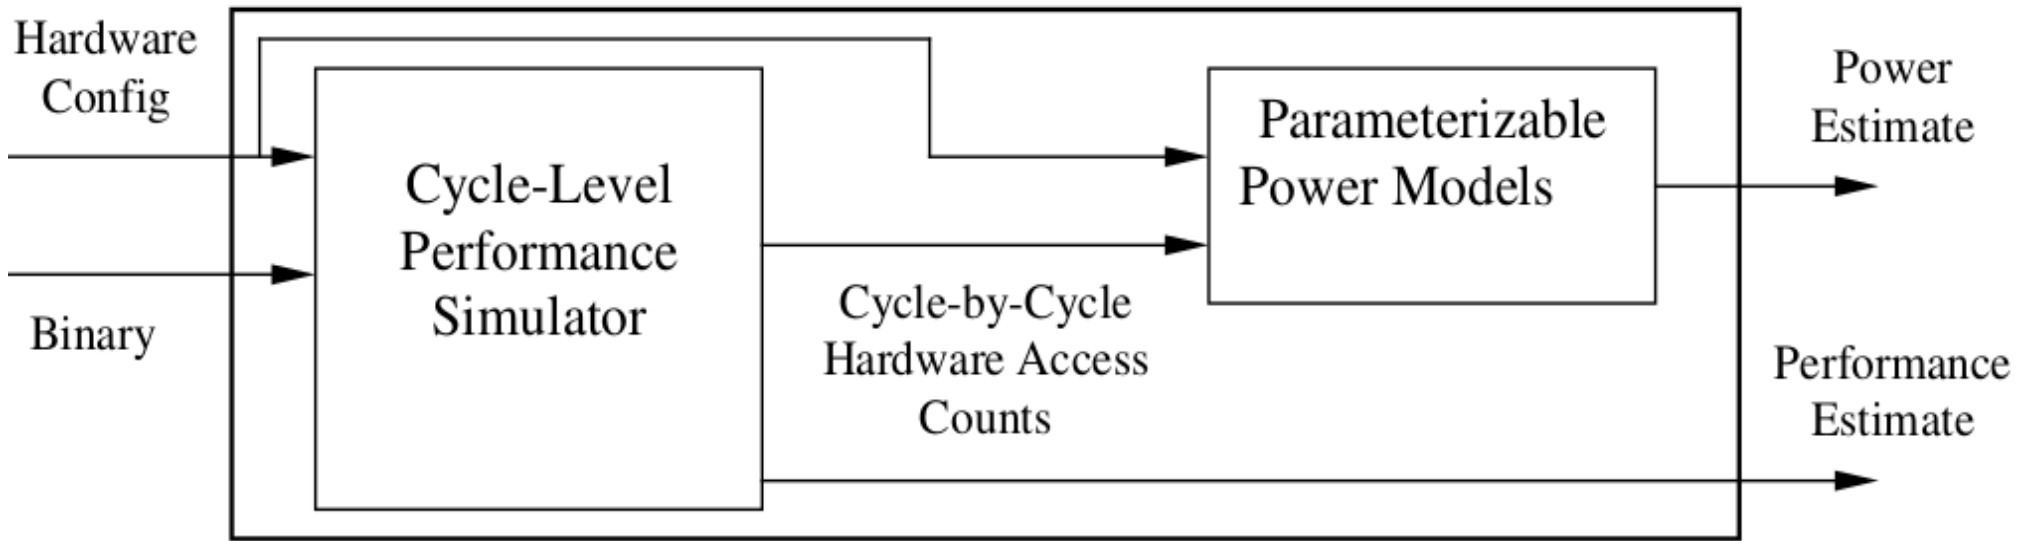 Hardware
Config
Binary
Cycle-Level
Performance
Simulator
Cycle-by-Cycle
Hardware Access
Counts
Parameterizable
Power Models
Power
Estimate
Performance
Estimate